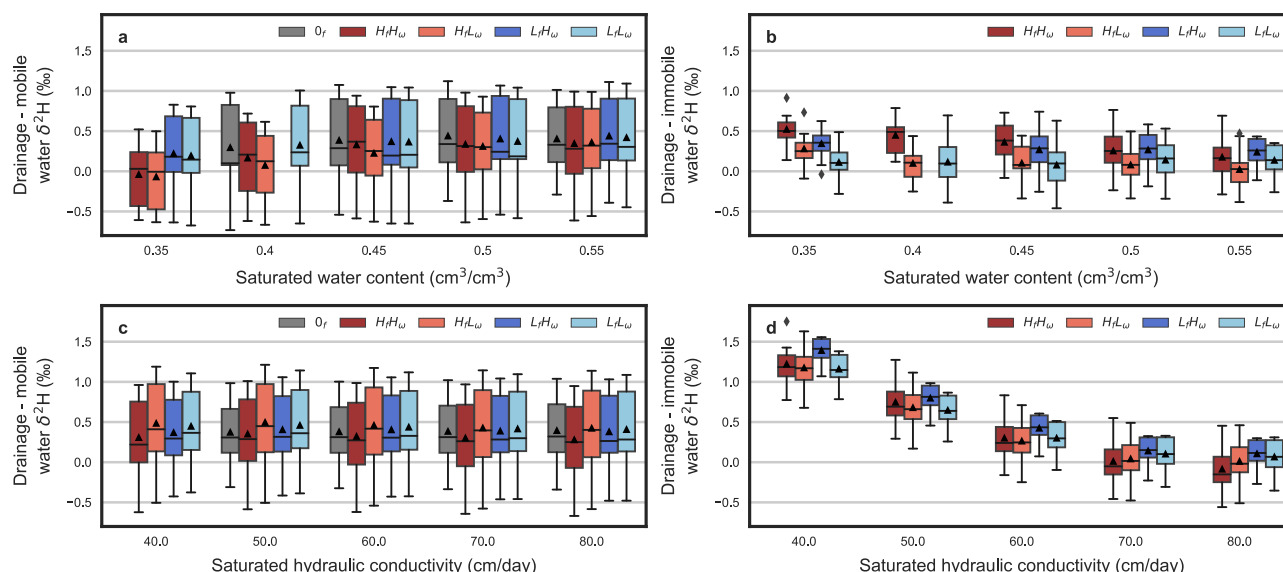 a 0f HfHω HfLω LfHω LfLω
1.5
1.0
0.5
0.0
−0.5
Drainage - mobile
water δ²H (‰)
0.35 0.4 0.45 0.5 0.55
Saturated water content (cm³/cm³)
b HfHω HfLω LfHω LfLω
1.5
1.0
0.5
0.0
−0.5
Drainage - immobile
water δ²H (‰)
0.35 0.4 0.45 0.5 0.55
Saturated water content (cm³/cm³)
c 0f HfHω HfLω LfHω LfLω
1.5
1.0
0.5
0.0
−0.5
Drainage - mobile
water δ²H (‰)
40.0 50.0 60.0 70.0 80.0
Saturated hydraulic conductivity (cm/day)
d HfHω HfLω LfHω LfLω
1.5
1.0
0.5
0.0
−0.5
Drainage - immobile
water δ²H (‰)
40.0 50.0 60.0 70.0 80.0
Saturated hydraulic conductivity (cm/day)